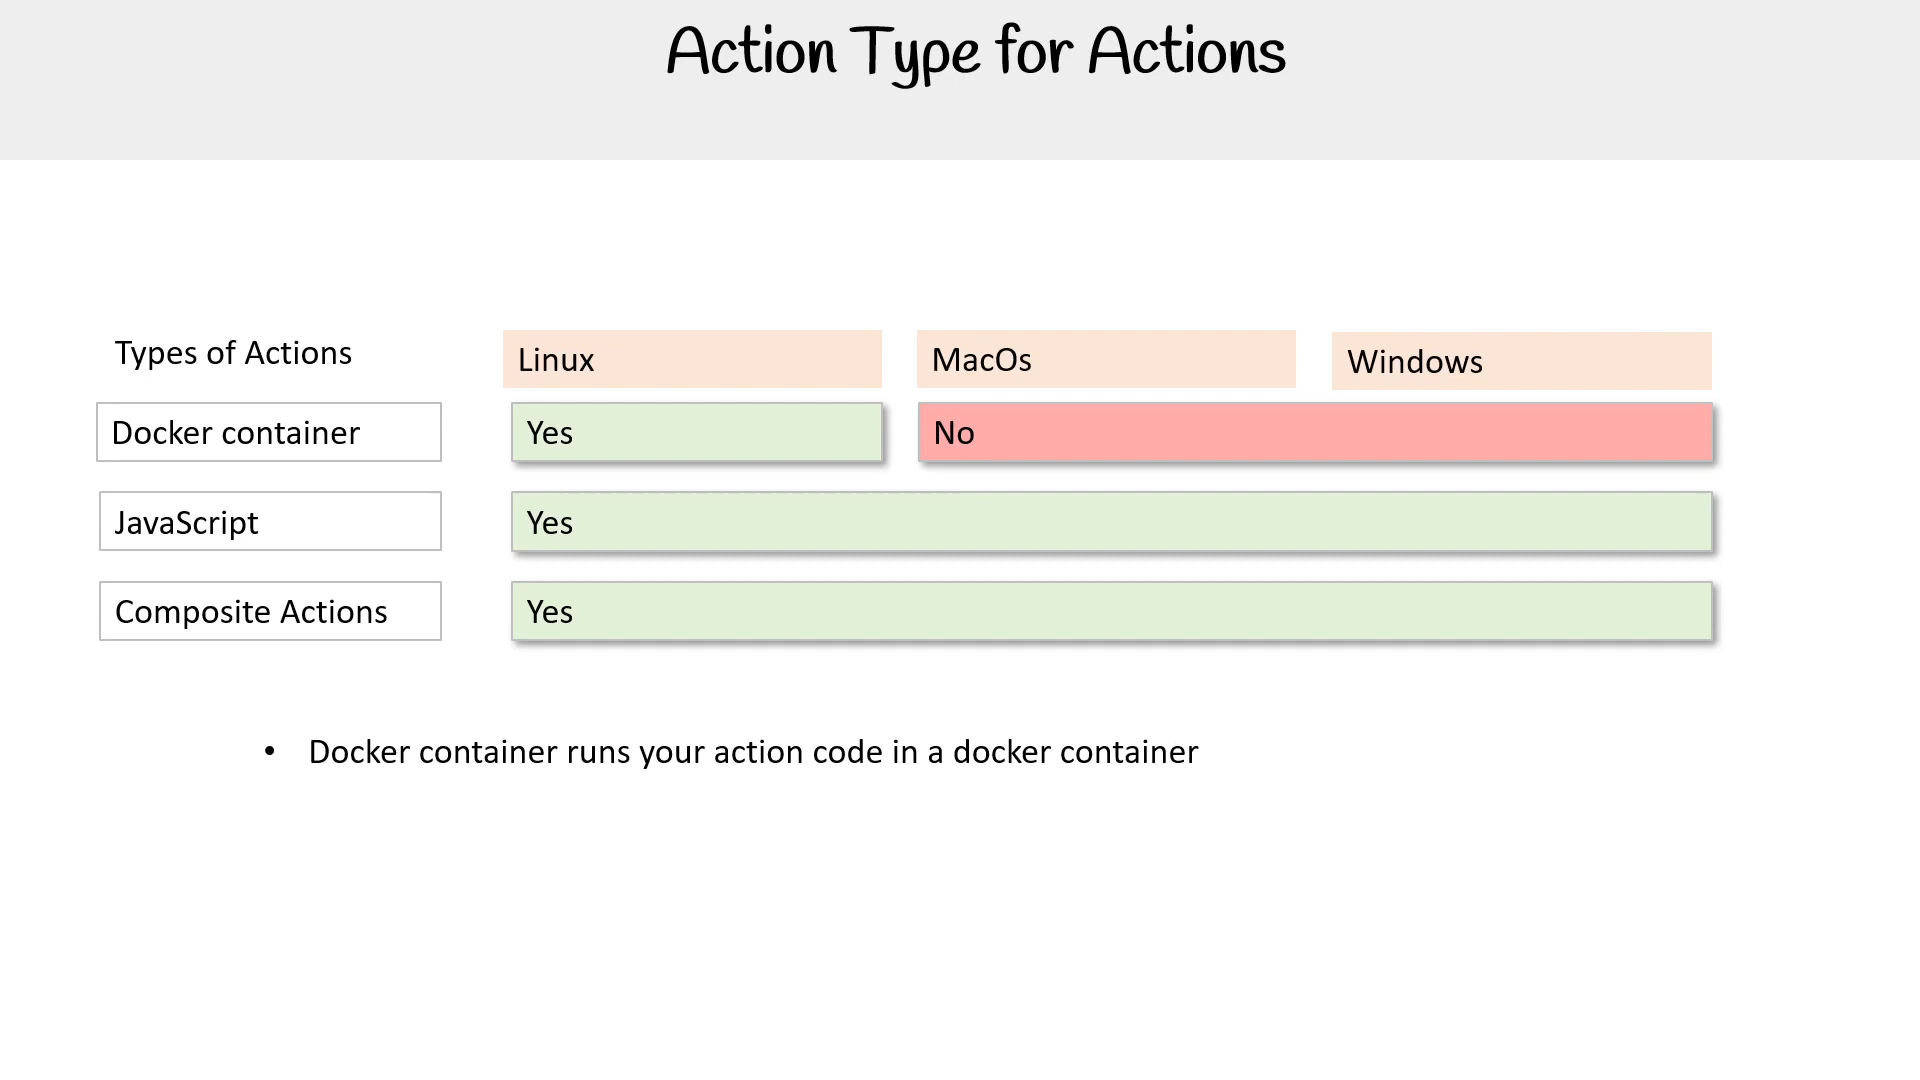 Action Type for Actions
Types of Actions Linux MacOs Windows
Docker container Yes No
JavaScript Yes
Composite Actions Yes
• Docker container runs your action code in a docker container